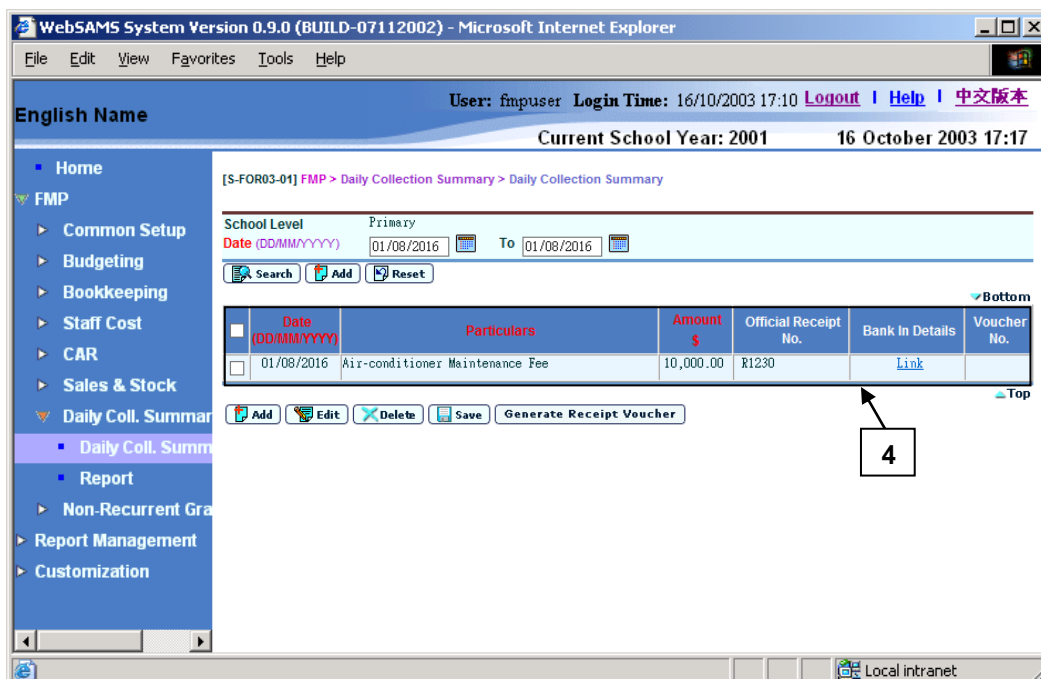 WebSAMS System Version 0.9.0 (BUILD-07112002) - Microsoft Internet Explorer
File Edit View Favorites Tools Help
English Name
User: fmpuser Login Time: 16/10/2003 17:10 Logout | Help | 中文版本
Current School Year: 2001 16 October 2003 17:17
Home
FMP
Common Setup
Budgeting
Bookkeeping
Staff Cost
CAR
Sales & Stock
Daily Coll. Summar
Daily Coll. Summ
Report
Non-Recurrent Gra
Report Management
Customization
[S-FOR03-01] FMP > Daily Collection Summary > Daily Collection Summary
School Level Primary
Date (DD/MM/YYYY) 01/08/2016 To 01/08/2016
Search Add Reset
Bottom
Date (DD/MM/YYYY) Particulars Amount $ Official Receipt No. Bank In Details Voucher No.
01/08/2016 Air-conditioner Maintenance Fee 10,000.00 R1230 Link
Top
Add Edit Delete Save Generate Receipt Voucher
4
Local intranet